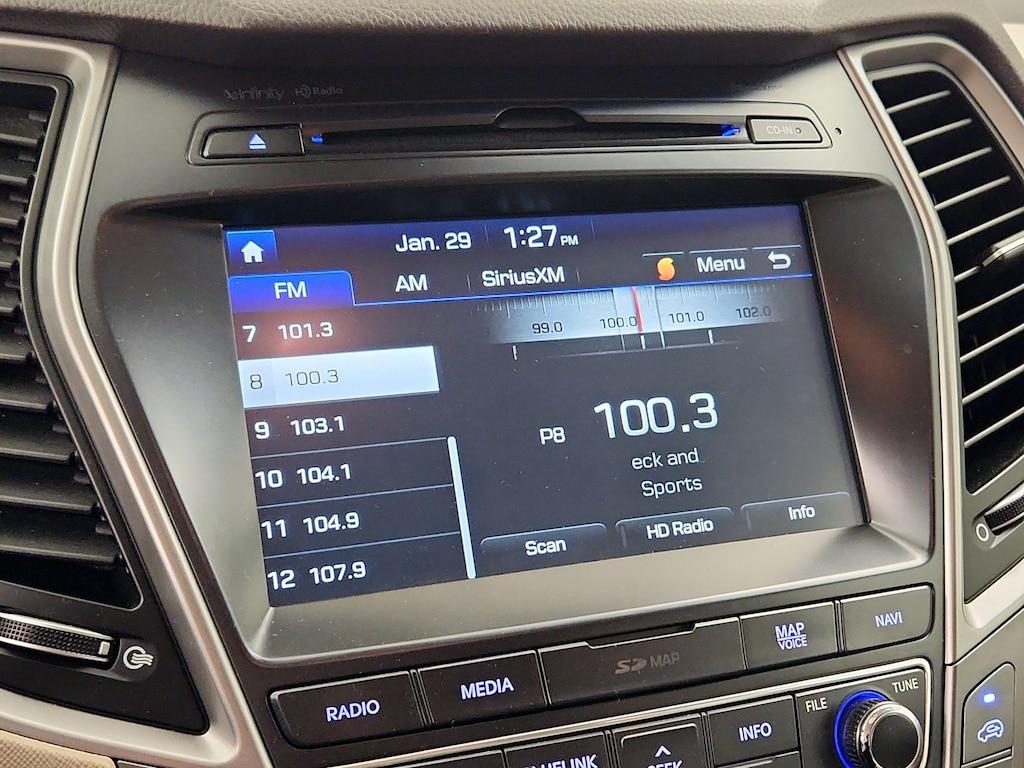 Infinity HD Radio
CD-IN
Jan. 29 1:27 PM
FM AM SiriusXM Menu
7 101.3
8 100.3
9 103.1
10 104.1
11 104.9
12 107.9
99.0 100.0 101.0 102.0
P8 100.3
eck and
Sports
Scan HD Radio Info
RADIO MEDIA SD MAP MAP VOICE NAVI
FILE TUNE
INFO
SEEK